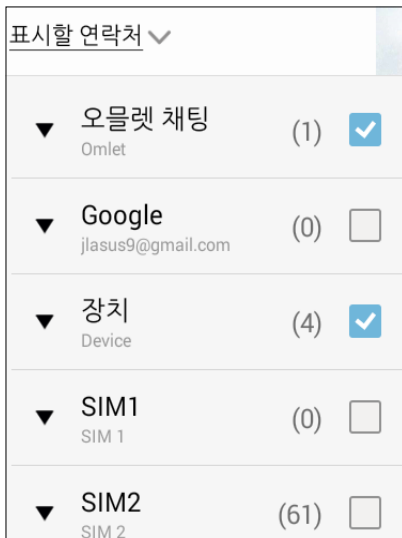 표시할 연락처
오믈렛 채팅
(1)
Omlet
Google
(0)
jlasus9@gmail.com
장치
(4)
Device
SIM1
(0)
SIM 1
SIM2
(61)
SIM 2